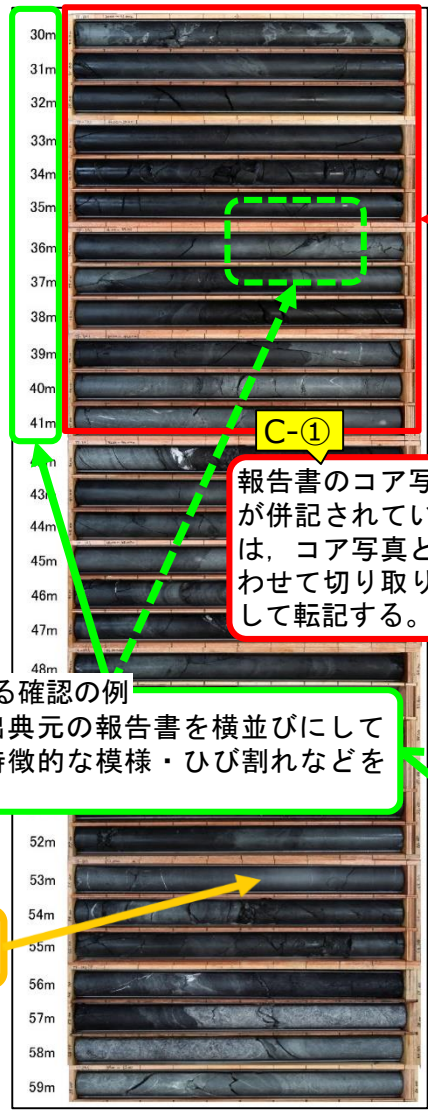 30m
31m
32m
33m
34m
35m
36m
37m
38m
39m
40m
41m
C-①
報告書のコア写
が併記されてい
は，コア写真と
わせて切り取り
して転記する。
43m
44m
45m
46m
47m
48m
る確認の例
出典元の報告書を横並びにして
特徴的な模様・ひび割れなどを
52m
53m
54m
55m
56m
57m
58m
59m